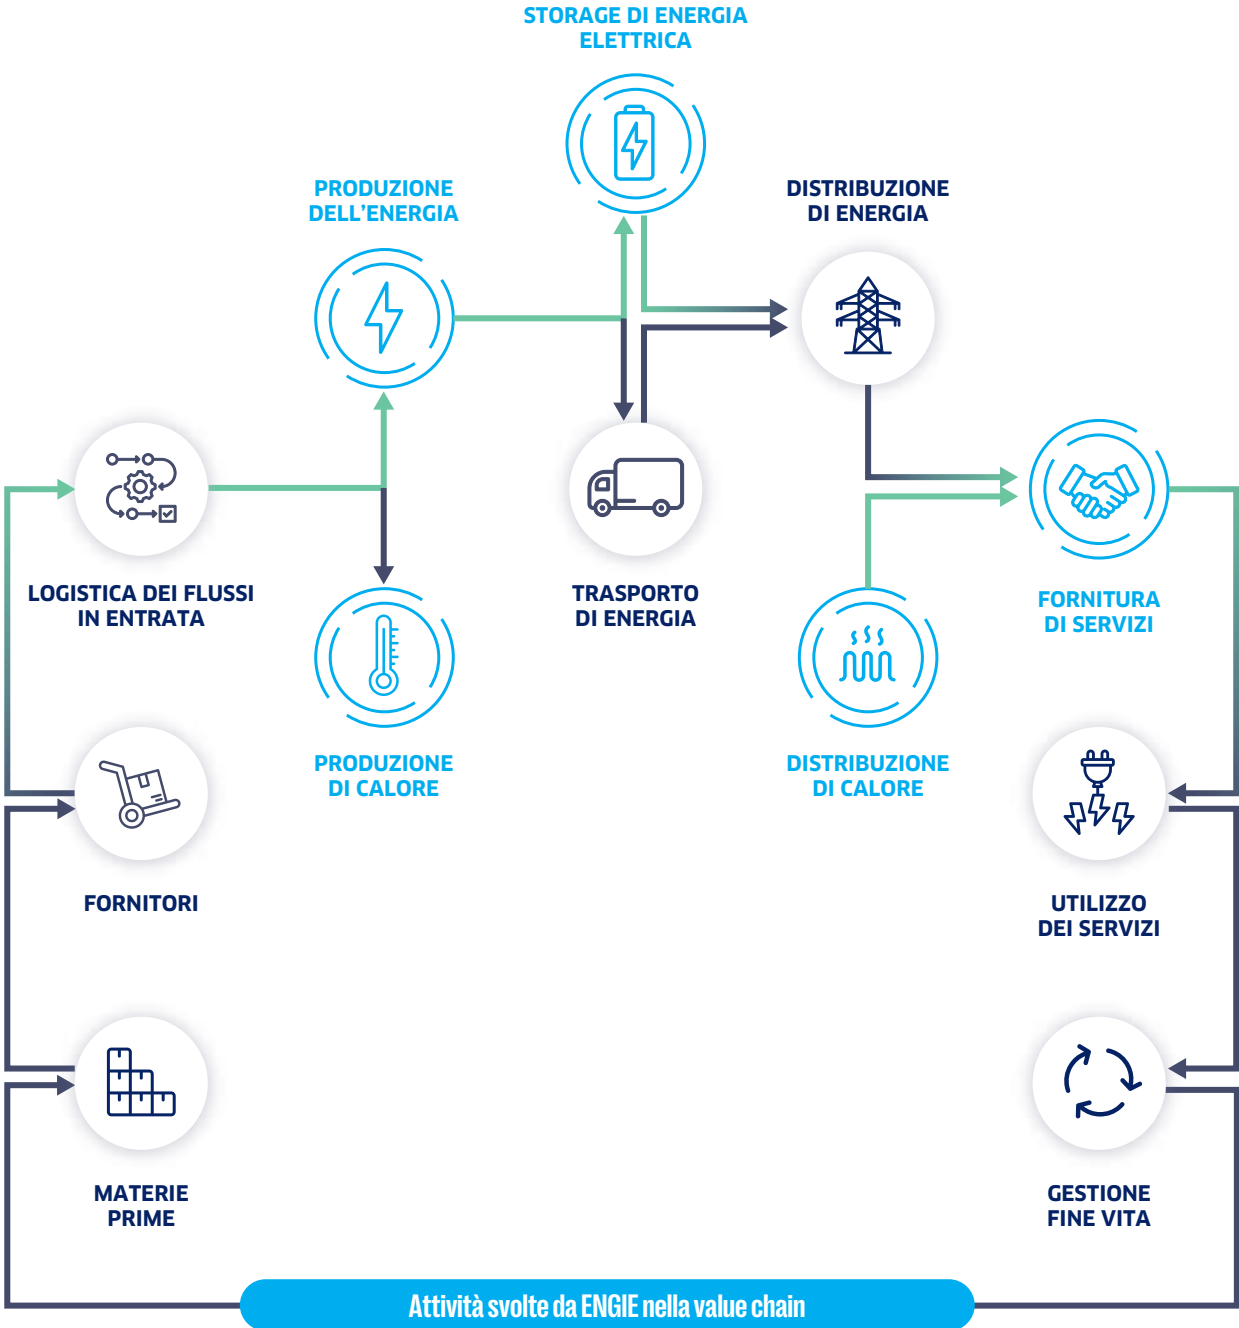 STORAGE DI ENERGIA
ELETTRICA
PRODUZIONE
DELL'ENERGIA
DISTRIBUZIONE
DI ENERGIA
LOGISTICA DEI FLUSSI
IN ENTRATA
TRASPORTO
DI ENERGIA
FORNITURA
DI SERVIZI
PRODUZIONE
DI CALORE
DISTRIBUZIONE
DI CALORE
FORNITORI
UTILIZZO
DEI SERVIZI
MATERIE
PRIME
GESTIONE
FINE VITA
Attività svolte da ENGIE nella value chain